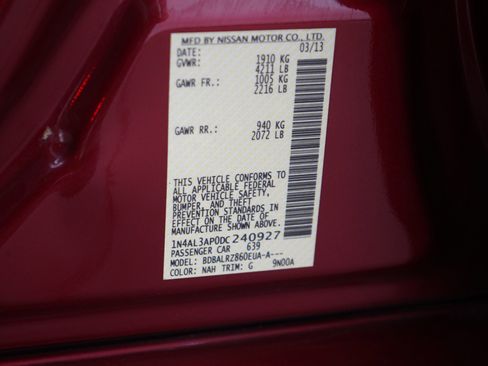 MFD BY NISSAN MOTOR CO., LTD.
DATE: 03/13
GVWR: 1910 KG
4211 LB
GAWR FR.: 1005 KG
2216 LB
GAWR RR.: 940 KG
2072 LB
THIS VEHICLE CONFORMS TO
ALL APPLICABLE FEDERAL
MOTOR VEHICLE SAFETY,
BUMPER, AND THEFT
PREVENTION STANDARDS IN
EFFECT ON THE DATE OF
MANUFACTURE SHOWN ABOVE.
1N4AL3AP0DC240927
PASSENGER CAR 639
MODEL: BDBALRZ860EUA-A---
COLOR: NAH TRIM: G 9N00A